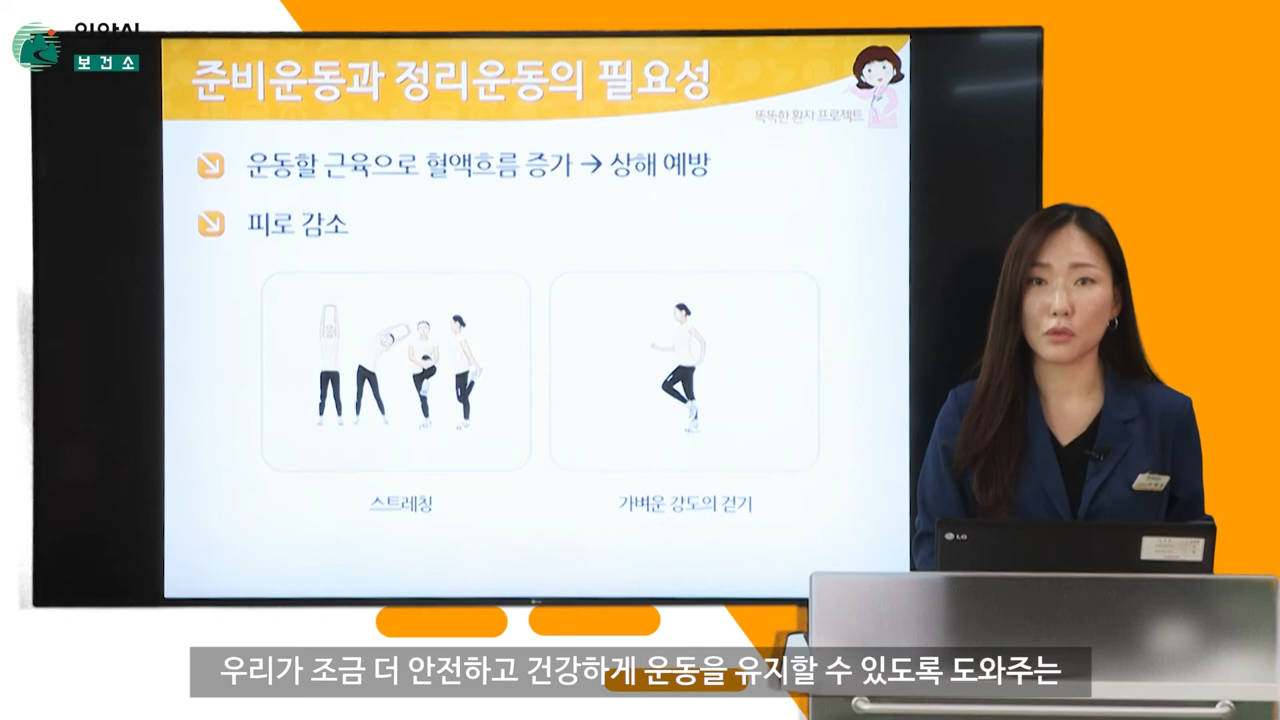 보건소
준비운동과 정리운동의 필요성
똑똑한 환자 프로젝트
운동할 근육으로 혈액흐름 증가 → 상해 예방
피로 감소
스트레칭
가벼운 강도의 걷기
LG
우리가 조금 더 안전하고 건강하게 운동을 유지할 수 있도록 도와주는